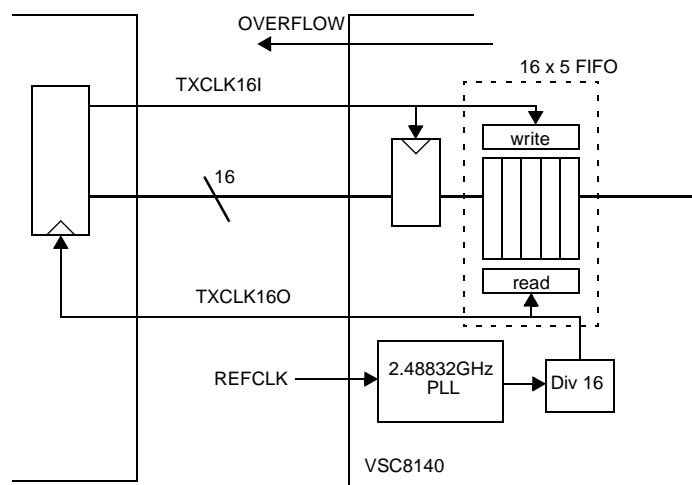 OVERFLOW
16 x 5 FIFO
TXCLK16I
write
16
read
TXCLK16O
REFCLK
2.48832GHz
PLL
Div 16
VSC8140